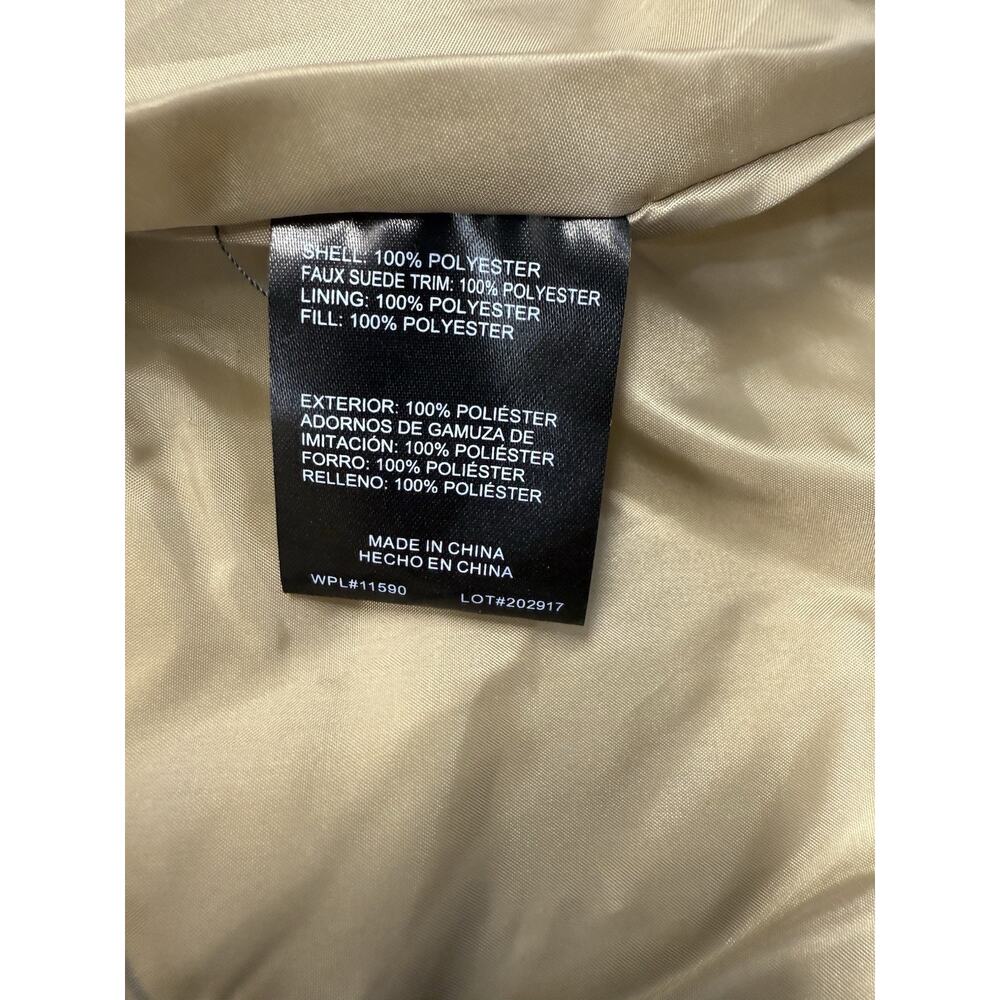 SHELL: 100% POLYESTER
FAUX SUEDE TRIM: 100% POLYESTER
LINING: 100% POLYESTER
FILL: 100% POLYESTER
EXTERIOR: 100% POLIÉSTER
ADORNOS DE GAMUZA DE
IMITACIÓN: 100% POLIÉSTER
FORRO: 100% POLIÉSTER
RELLENO: 100% POLIÉSTER
MADE IN CHINA
HECHO EN CHINA
WPL#11590 LOT#202917